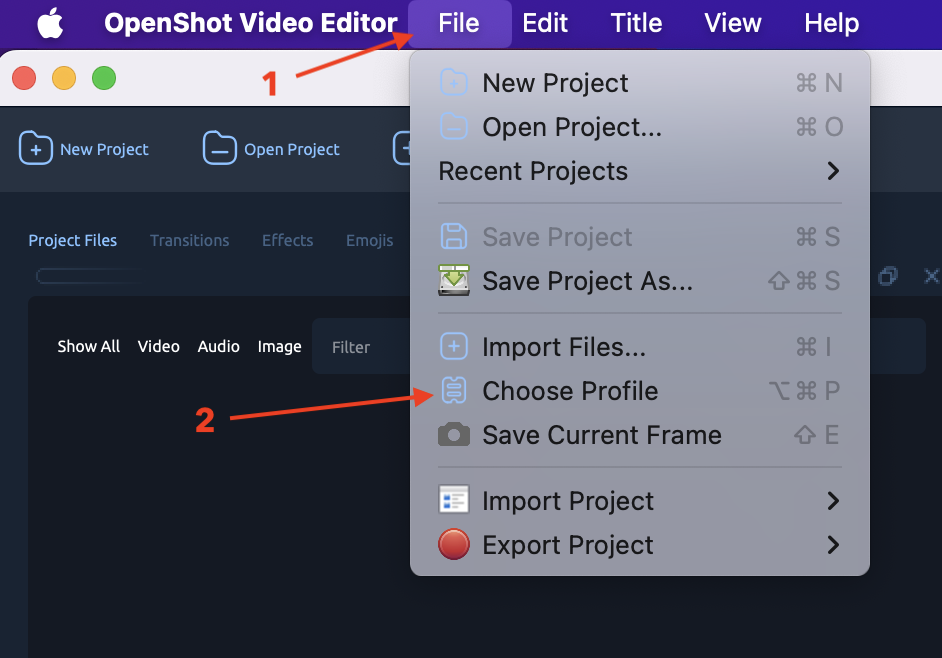 OpenShot Video Editor File Edit Title View Help
1
New Project ⌘ N
Open Project... ⌘ O
Recent Projects
Save Project ⌘ S
Save Project As... ⇧ ⌘ S
Import Files... ⌘ I
Choose Profile ⌥ ⌘ P
Save Current Frame ⇧ E
Import Project
Export Project
New Project Open Project
Project Files Transitions Effects Emojis
Show All Video Audio Image Filter
2